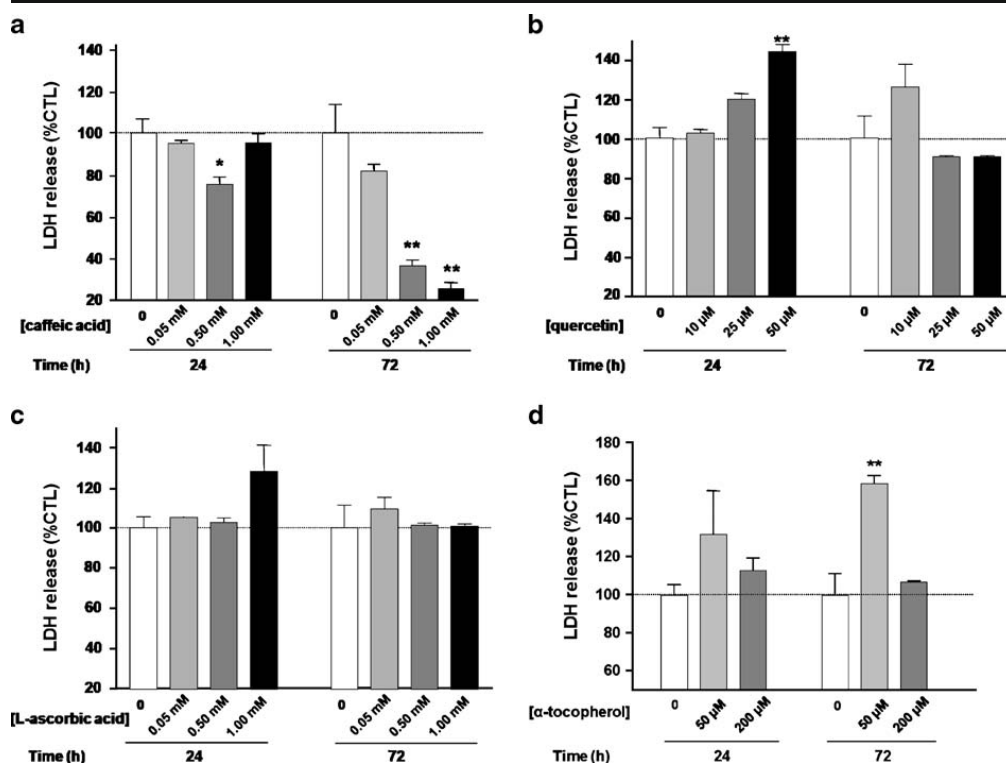 a
LDH release (%CTL)
140
120
100
80
60
40
20
*
**
**
[caffeic acid]
0
0.05 mM
0.50 mM
1.00 mM
0
0.05 mM
0.50 mM
1.00 mM
Time (h)
24
72
b
LDH release (%CTL)
140
120
100
80
60
40
20
**
[quercetin]
0
10 μM
25 μM
50 μM
0
10 μM
25 μM
50 μM
Time (h)
24
72
c
LDH release (%CTL)
140
120
100
80
60
40
20
[L-ascorbic acid]
0
0.05 mM
0.50 mM
1.00 mM
0
0.05 mM
0.50 mM
1.00 mM
Time (h)
24
72
d
LDH release (%CTL)
180
160
140
120
100
80
60
**
[α-tocopherol]
0
50 μM
200 μM
0
50 μM
200 μM
Time (h)
24
72